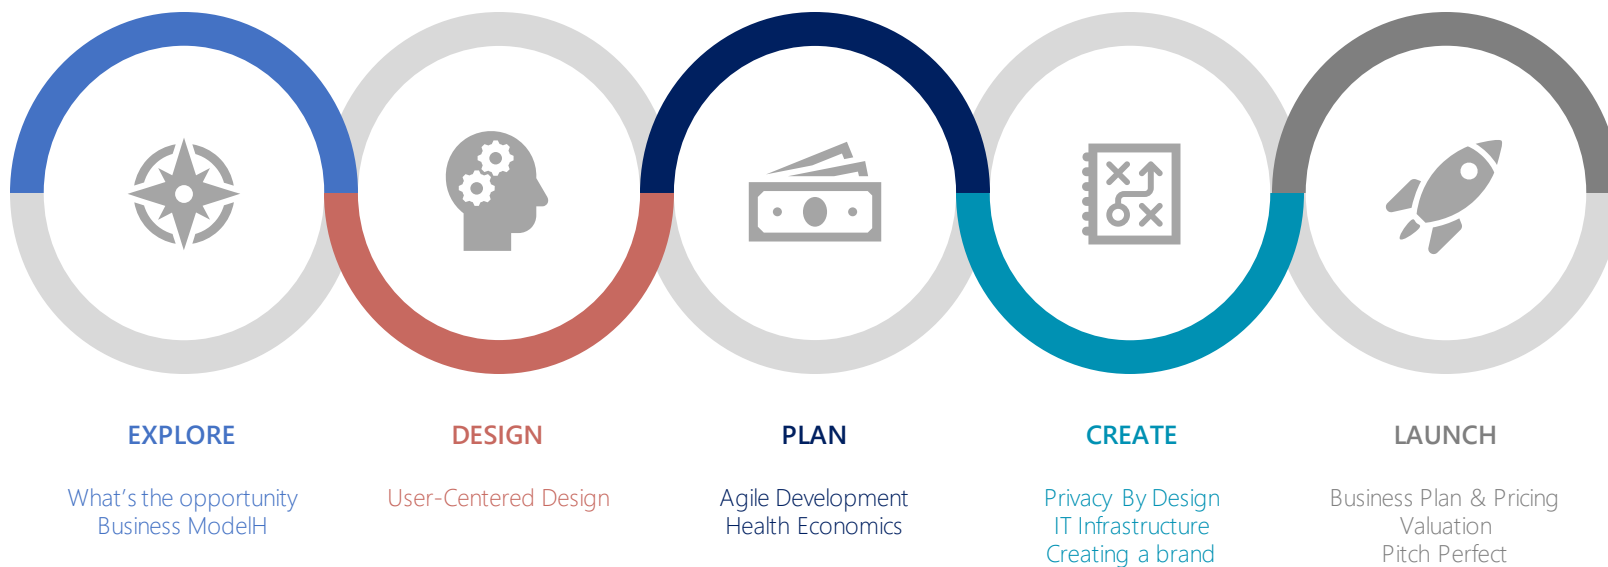 EXPLORE
What's the opportunity
Business ModelH
DESIGN
User-Centered Design
PLAN
Agile Development
Health Economics
CREATE
Privacy By Design
IT Infrastructure
Creating a brand
LAUNCH
Business Plan & Pricing
Valuation
Pitch Perfect